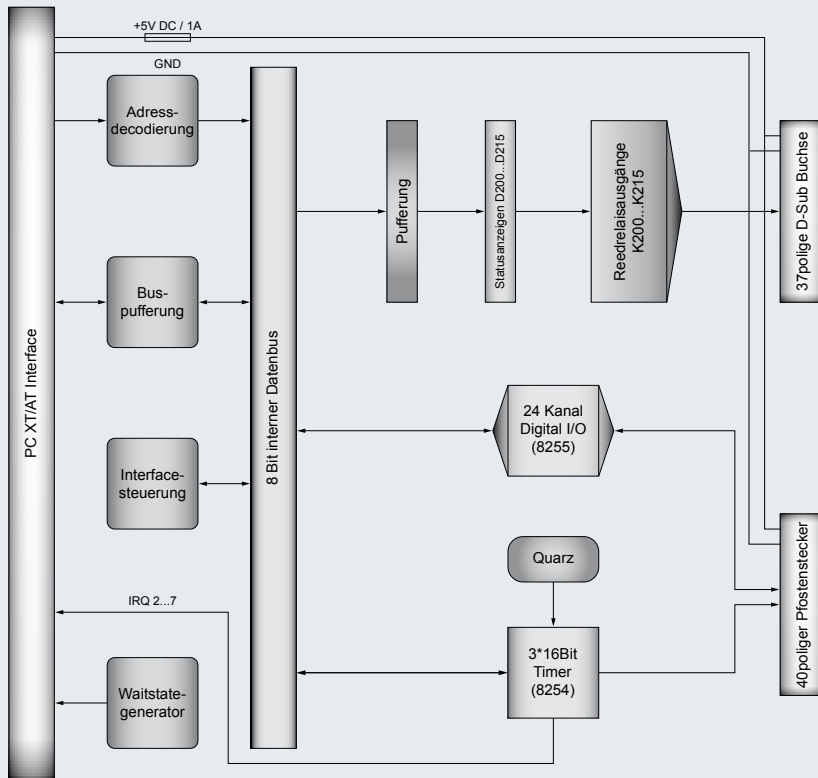 +5V DC / 1A
GND
PC XT/AT Interface
Adress-
decodierung
Bus-
pufferung
Interface-
steuerung
IRQ 2...7
Waitstate-
generator
8 Bit interner Datenbus
Pufferung
Statusanzeigen D200...D215
Reedrelaisausgänge
K200...K215
37polige D-Sub Buchse
24 Kanal
Digital I/O
(8255)
Quarz
3*16Bit
Timer
(8254)
40poliger Pfostenstecker